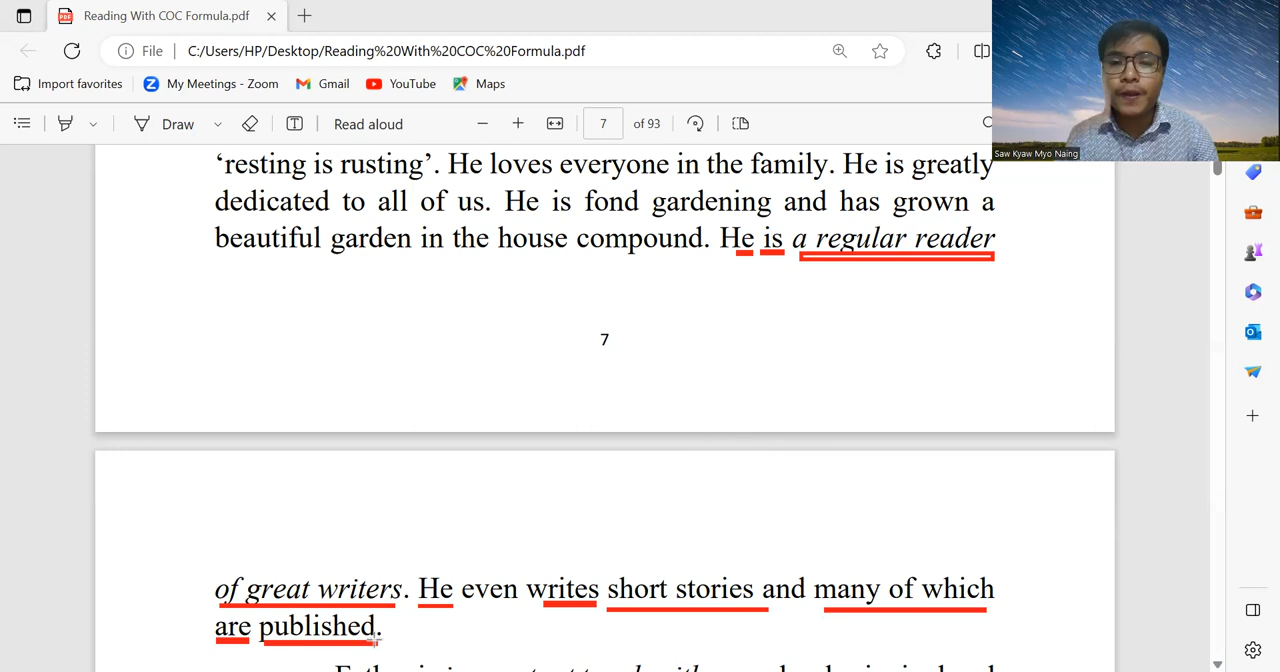 Reading With COC Formula.pdf
File
C:/Users/HP/Desktop/Reading%20With%20COC%20Formula.pdf
Import favorites
My Meetings - Zoom
Gmail
YouTube
Maps
Draw
Read aloud
7
of 93
Saw Kyaw Myo Naing
‘resting is rusting’. He loves everyone in the family. He is greatly
dedicated to all of us. He is fond gardening and has grown a
beautiful garden in the house compound. He is a regular reader
7
of great writers. He even writes short stories and many of which
are published.